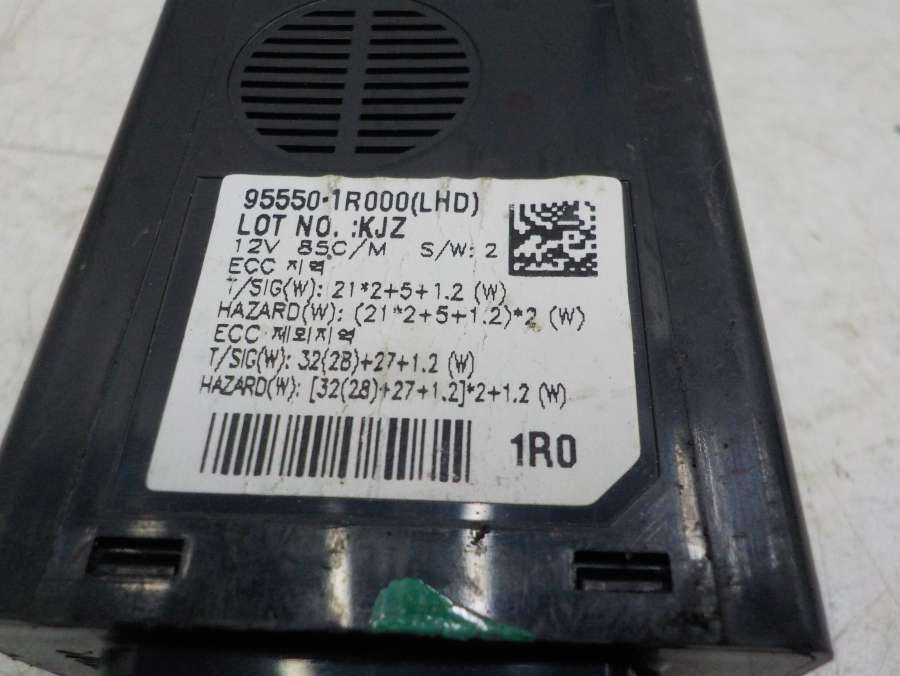 95550-1R000(LHD)
LOT NO. :KJZ
12V 85C/M S/W: 2
ECC 지역
T/SIG(W): 21*2+5+1.2 (W)
HAZARD(W): (21*2+5+1.2)*2 (W)
ECC 제외지역
T/SIG(W): 32(28)+27+1.2 (W)
HAZARD(W): [32(28)+27+1.2]*2+1.2 (W)
1R0